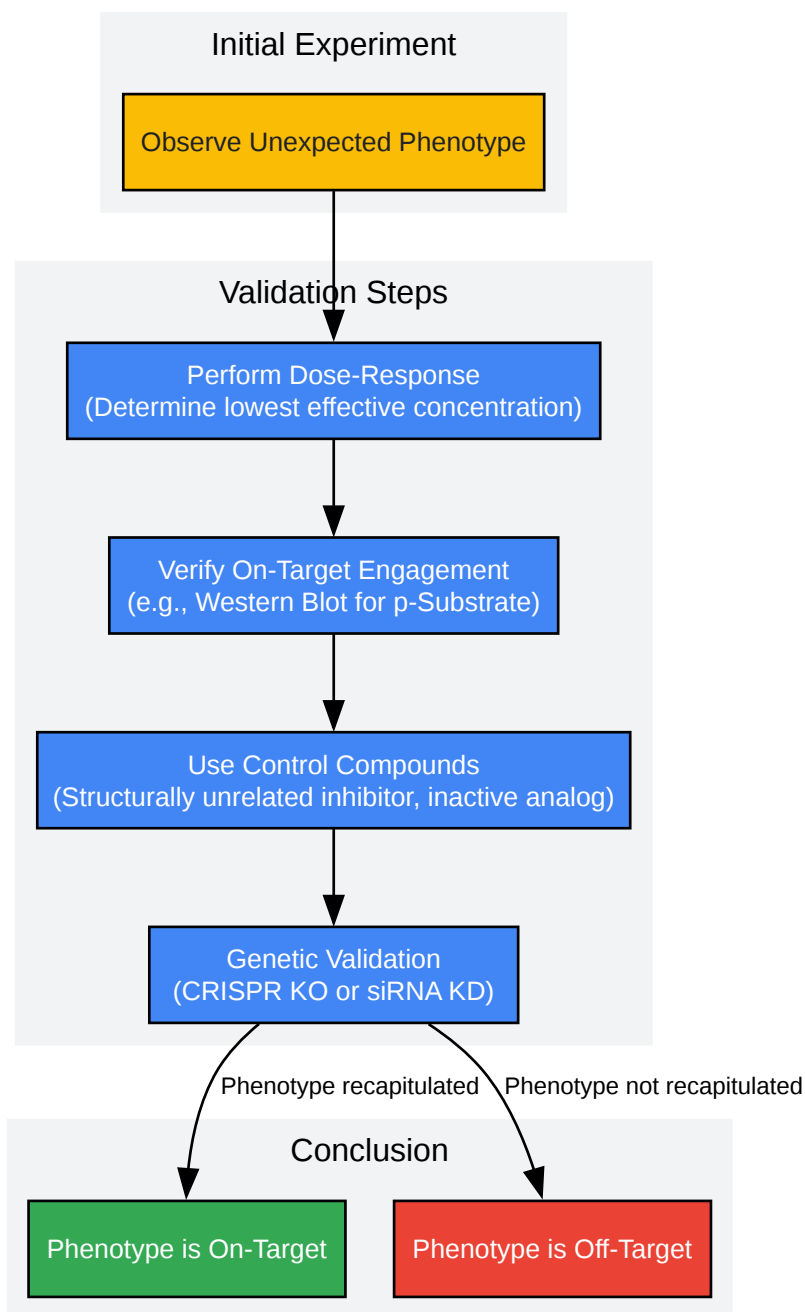 Initial Experiment
Observe Unexpected Phenotype
Validation Steps
Perform Dose-Response
(Determine lowest effective concentration)
Verify On-Target Engagement
(e.g., Western Blot for p-Substrate)
Use Control Compounds
(Structurally unrelated inhibitor, inactive analog)
Genetic Validation
(CRISPR KO or siRNA KD)
Phenotype recapitulated
Phenotype not recapitulated
Conclusion
Phenotype is On-Target
Phenotype is Off-Target